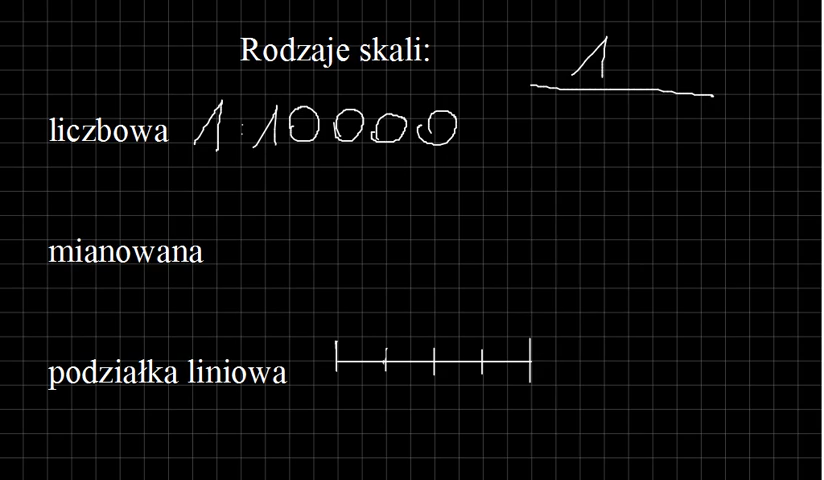 Rodzaje skali:
1
liczbowa 1:10000
mianowana
podziałka liniowa